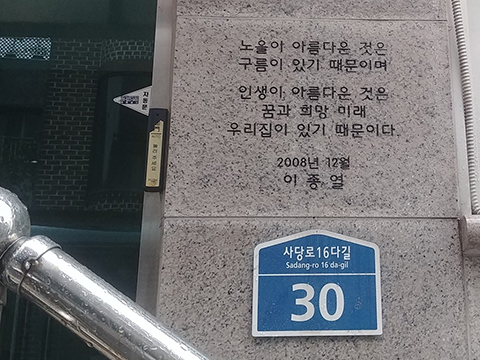 노을이 아름다운 것은
구름이 있기 때문이며
인생이 아름다운 것은
꿈과 희망 미래
우리집이 있기 때문이다
2008년 12월
이 종 열
자동문
사당로16다길
Sadang-ro 16 da-gil
30